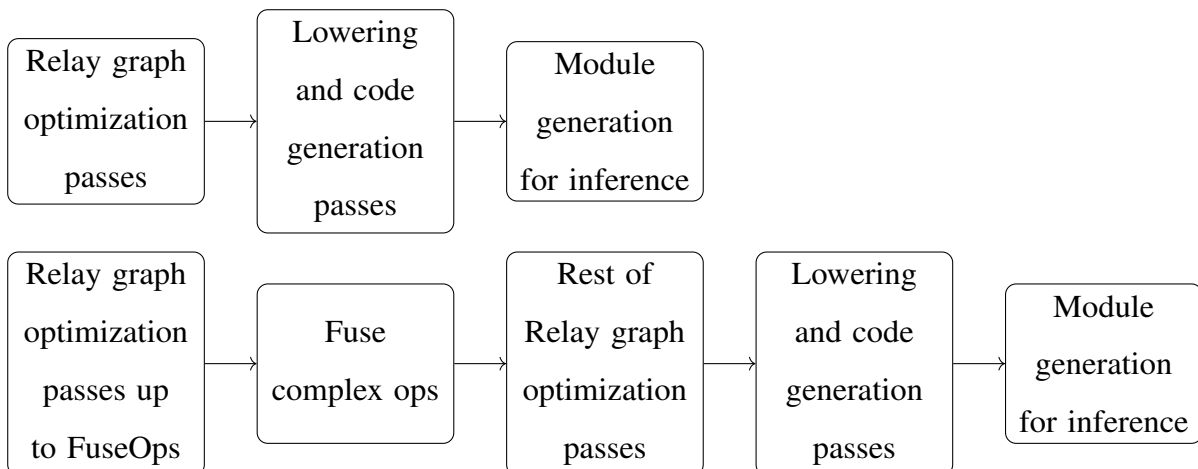 Relay graph
optimization
passes
Lowering
and code
generation
passes
Module
generation
for inference
Relay graph
optimization
passes up
to FuseOps
Fuse
complex ops
Rest of
Relay graph
optimization
passes
Lowering
and code
generation
passes
Module
generation
for inference